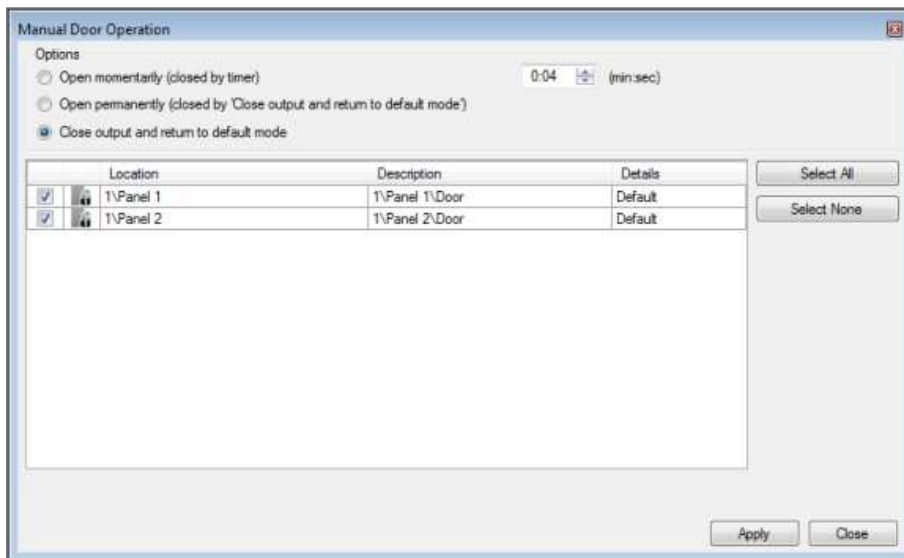 Manual Door Operation
Options
Open momentarily (closed by timer) 0:04 (min:sec)
Open permanently (closed by 'Close output and return to default mode')
Close output and return to default mode
Location Description Details Select All
1\Panel 1 1\Panel 1\Door Default
Select None
1\Panel 2 1\Panel 2\Door Default
Apply Close